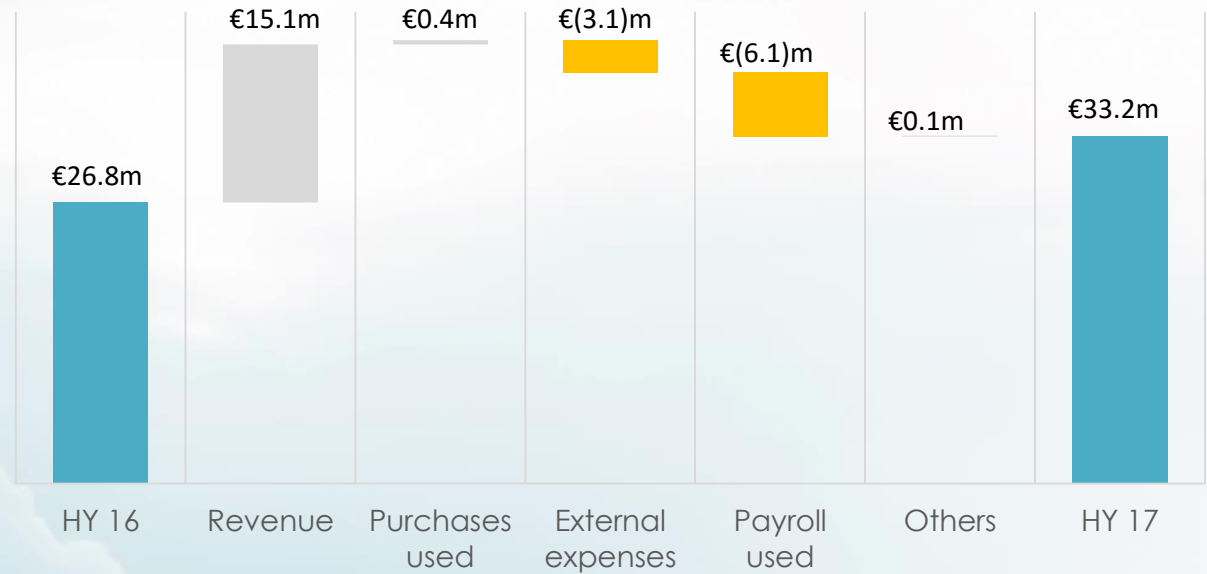 €15.1m
€0.4m
€(3.1)m
€(6.1)m
€0.1m
€33.2m
€26.8m
HY 16
Revenue
Purchases
used
External
expenses
Payroll
used
Others
HY 17